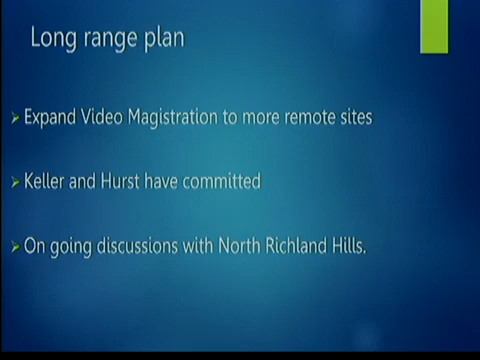 Long range plan
Expand Video Magistration to more remote sites
Keller and Hurst have committed
On going discussions with North Richland Hills.